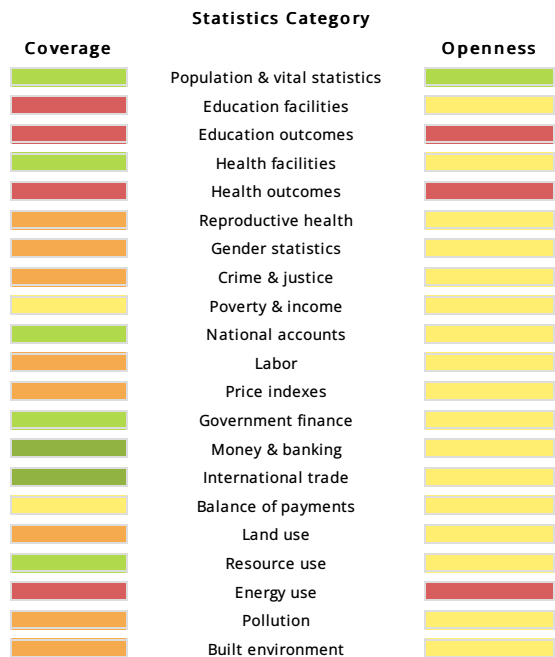 Statistics Category
Coverage Openness
Population & vital statistics
Education facilities
Education outcomes
Health facilities
Health outcomes
Reproductive health
Gender statistics
Crime & justice
Poverty & income
National accounts
Labor
Price indexes
Government finance
Money & banking
International trade
Balance of payments
Land use
Resource use
Energy use
Pollution
Built environment